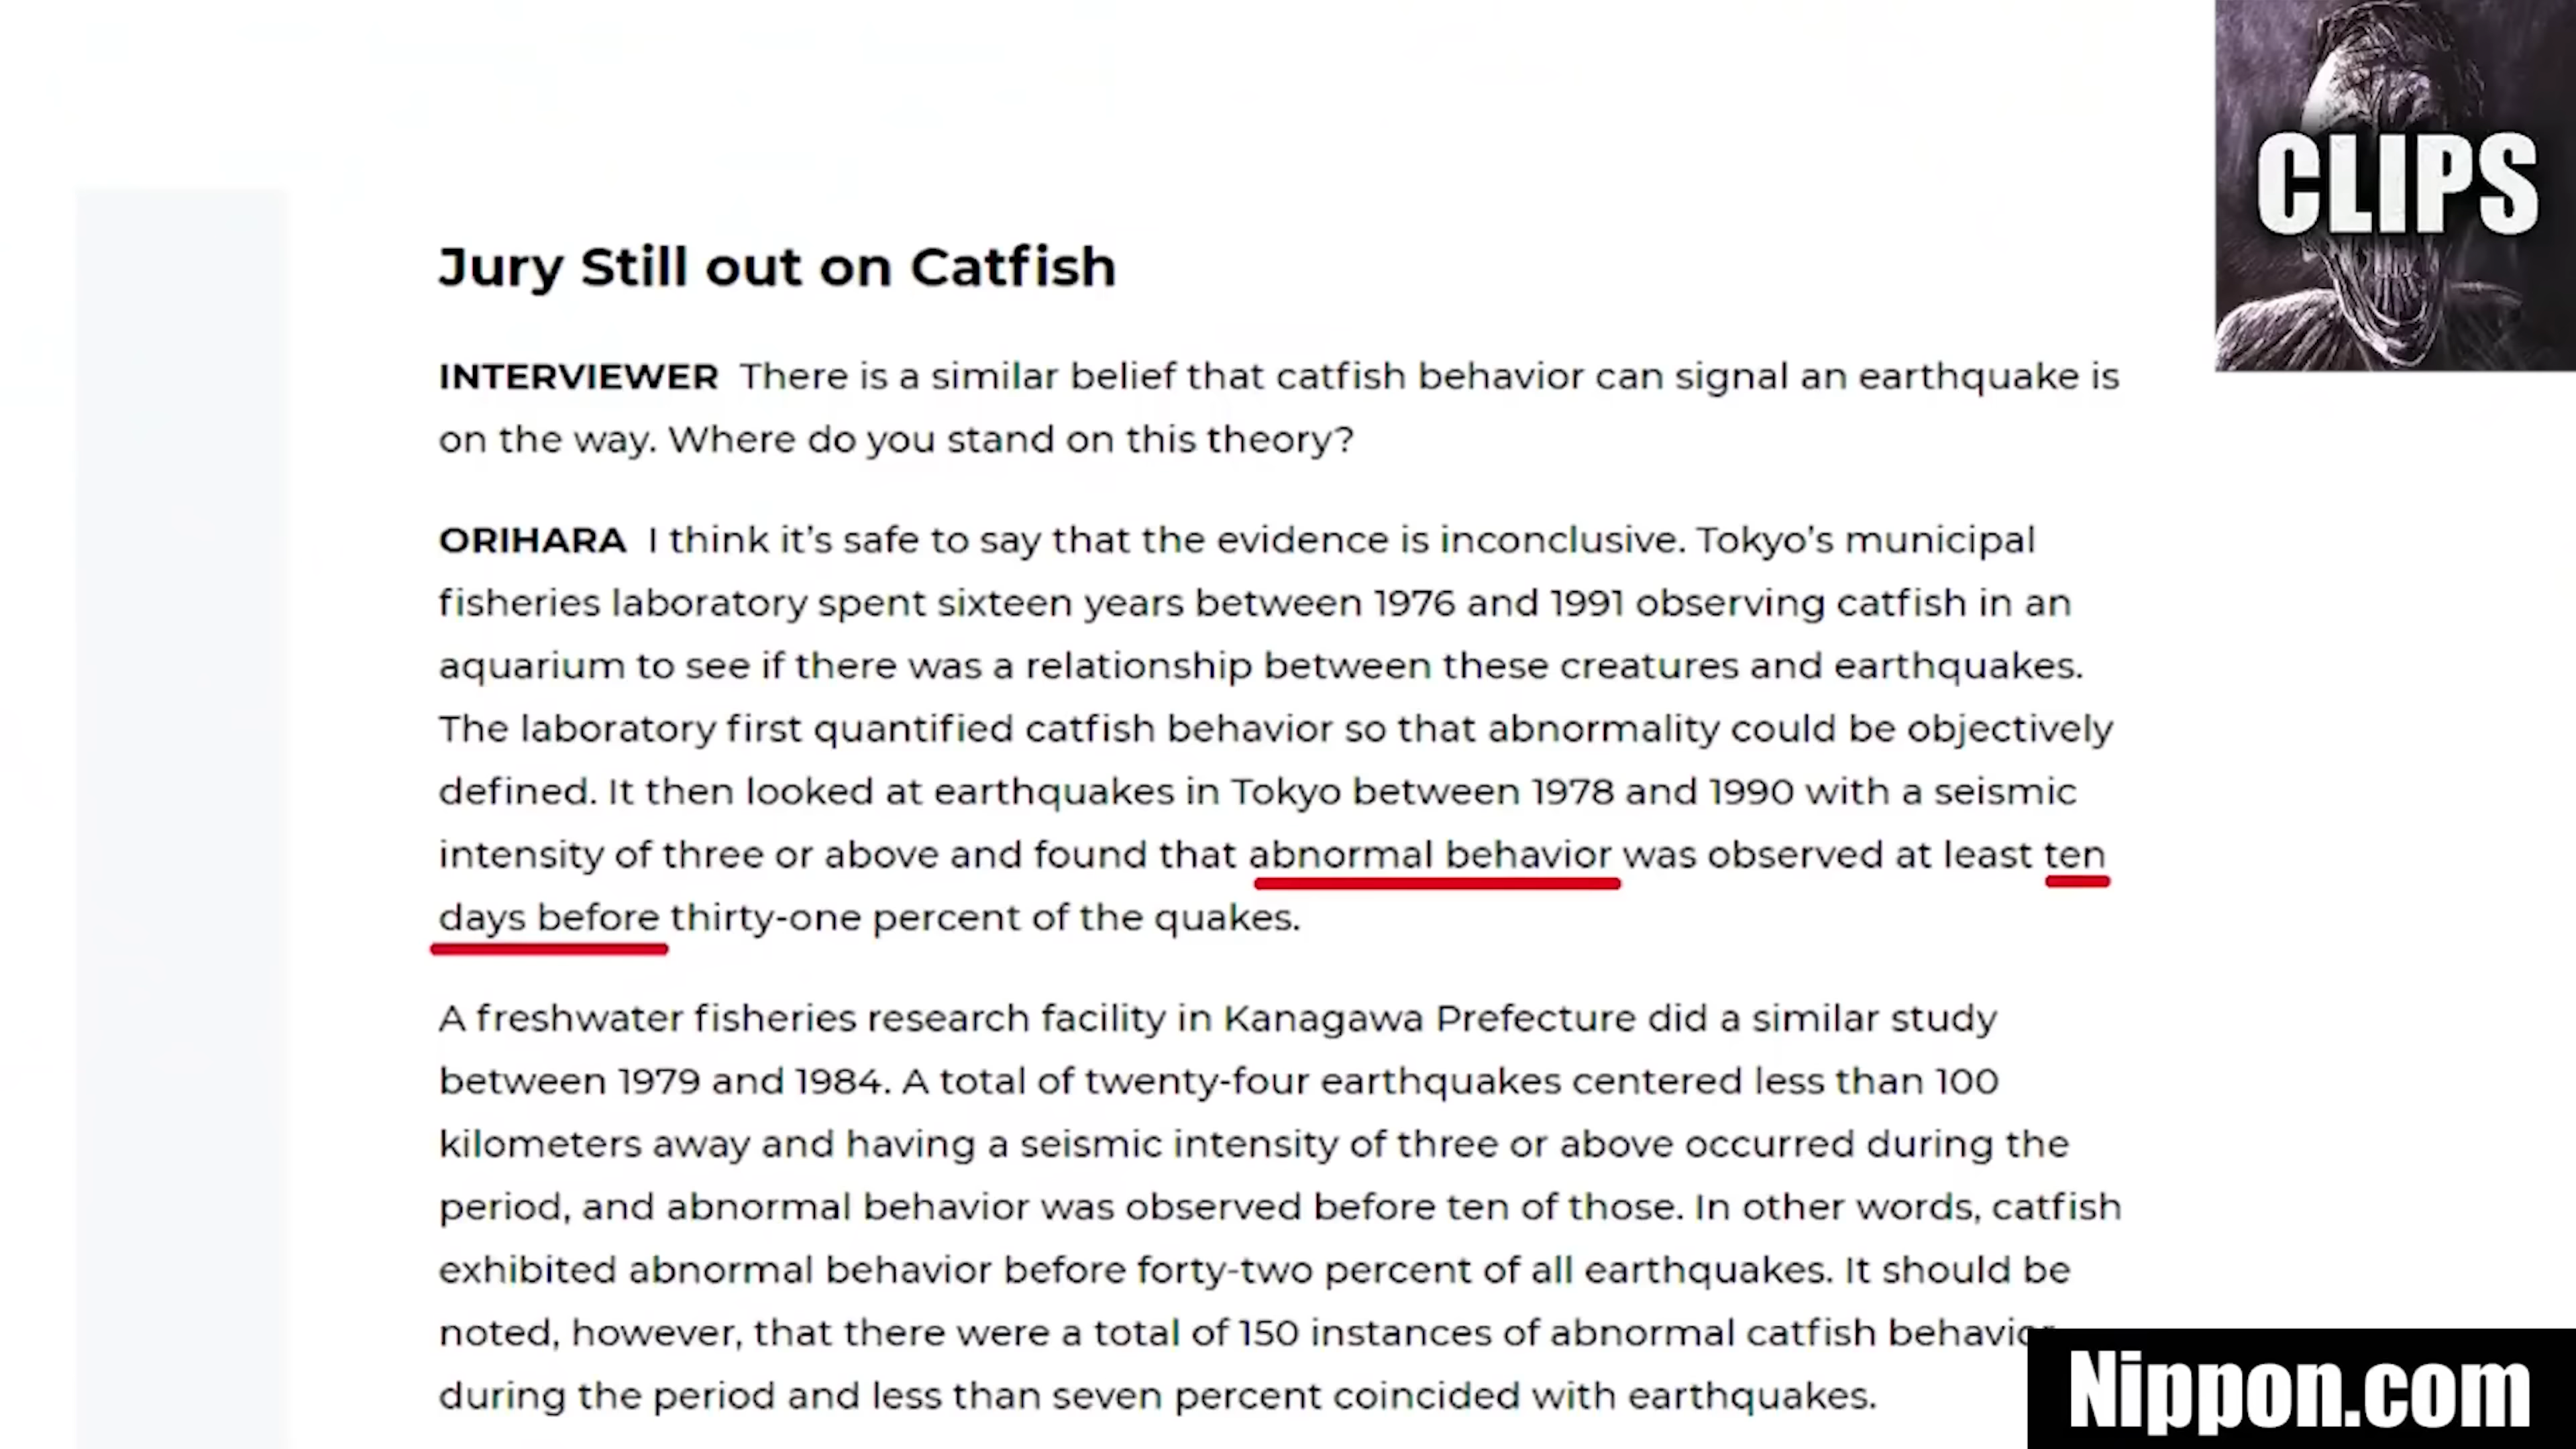 CLIPS
Jury Still out on Catfish
INTERVIEWER There is a similar belief that catfish behavior can signal an earthquake is
on the way. Where do you stand on this theory?
ORIHARA I think it’s safe to say that the evidence is inconclusive. Tokyo’s municipal
fisheries laboratory spent sixteen years between 1976 and 1991 observing catfish in an
aquarium to see if there was a relationship between these creatures and earthquakes.
The laboratory first quantified catfish behavior so that abnormality could be objectively
defined. It then looked at earthquakes in Tokyo between 1978 and 1990 with a seismic
intensity of three or above and found that abnormal behavior was observed at least ten
days before thirty-one percent of the quakes.
A freshwater fisheries research facility in Kanagawa Prefecture did a similar study
between 1979 and 1984. A total of twenty-four earthquakes centered less than 100
kilometers away and having a seismic intensity of three or above occurred during the
period, and abnormal behavior was observed before ten of those. In other words, catfish
exhibited abnormal behavior before forty-two percent of all earthquakes. It should be
noted, however, that there were a total of 150 instances of abnormal catfish behavior
during the period and less than seven percent coincided with earthquakes.
Nippon.com